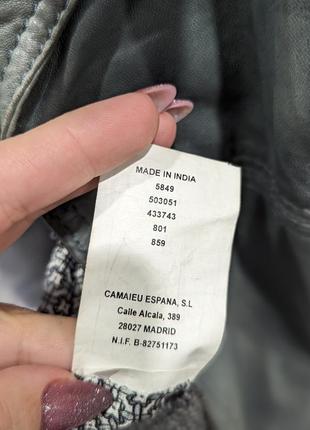 MADE IN INDIA
5849
503051
433743
801
859
CAMAIEU ESPANA, S.L
Calle Alcala, 389
28027 MADRID
N.I.F. B-82751173